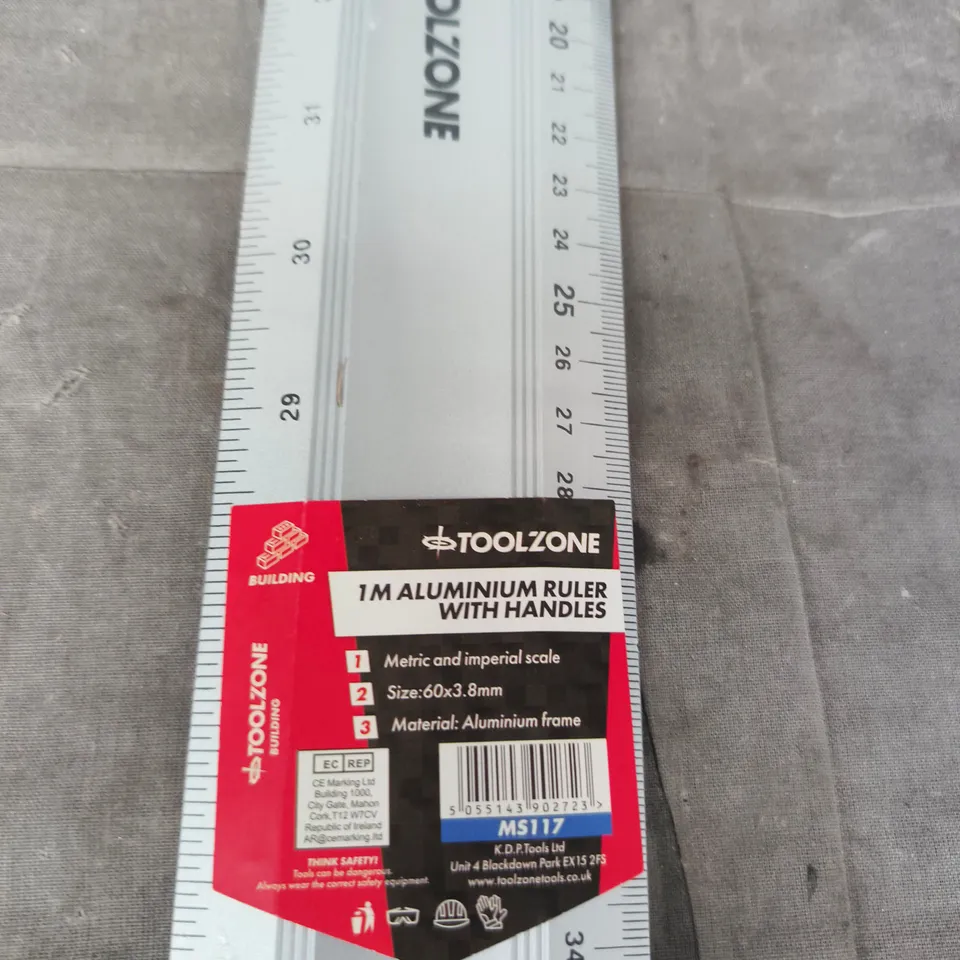 OLZONE
20
21
22
23
24
25
26
27
28
31
30
29
BUILDING
TOOLZONE
BUILDING
TOOLZONE
1M ALUMINIUM RULER
WITH HANDLES
1 Metric and imperial scale
2 Size:60x3.8mm
3 Material: Aluminium frame
EC REP
CE Marking Ltd
Building 1000,
City Gate, Mahon
Cork,T12 W7CV
Republic of Ireland
AR@cemarking.ltd
5 055143 902723 >
MS117
K.D.P.Tools Ltd
Unit 4 Blackdown Park EX15 2FS
www.toolzonetools.co.uk
THINK SAFETY!
Tools can be dangerous.
Always wear the correct safety equipment.
34